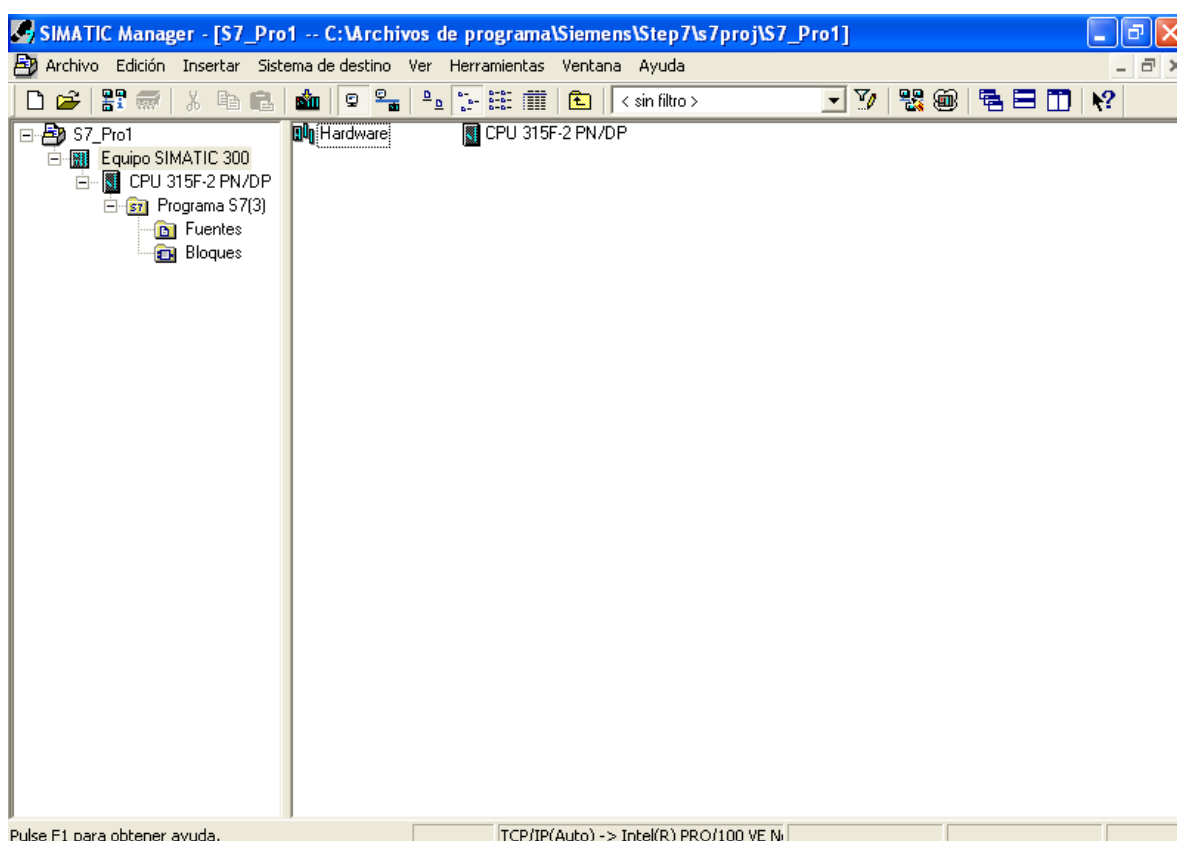 SIMATIC Manager - [S7_Pro1 -- C:\Archivos de programa\Siemens\Step7\s7proj\S7_Pro1]
Archivo Edición Insertar Sistema de destino Ver Herramientas Ventana Ayuda
< sin filtro >
S7_Pro1
Equipo SIMATIC 300
CPU 315F-2 PN/DP
Programa S7(3)
Fuentes
Bloques
Hardware
CPU 315F-2 PN/DP
Pulse F1 para obtener ayuda.
TCP/IP(Auto) -> Intel(R) PRO/100 VE